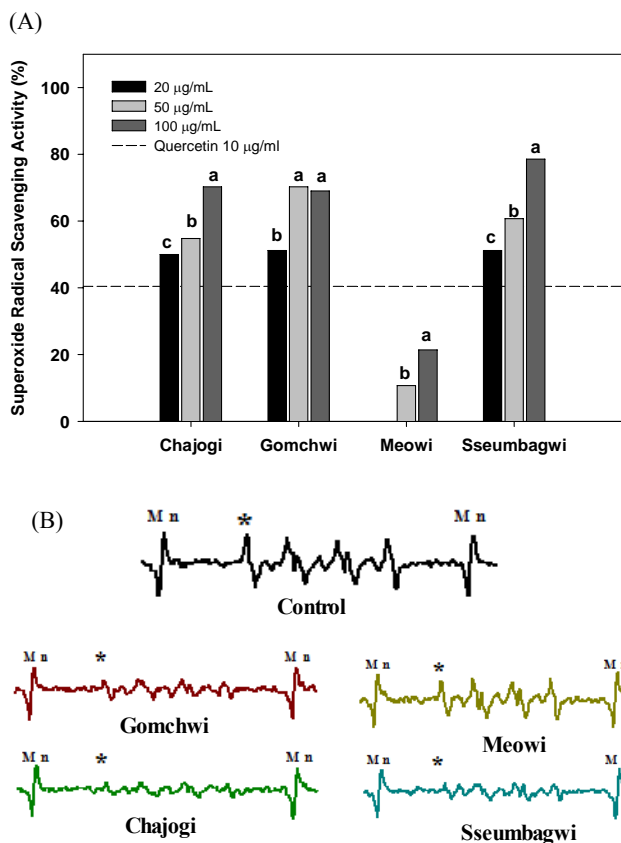 (A)
Superoxide Radical Scavenging Activity (%)
100
80
60
40
20
0
20 µg/mL
50 µg/mL
100 µg/mL
Quercetin 10 µg/ml
c b a
b a a
b a
c b a
Chajogi Gomchwi Meowi Sseumbagwi
(B)
M n * M n
Control
M n * M n
Gomchwi
M n * M n
Meowi
M n * M n
Chajogi
M n * M
Sseumbagwi